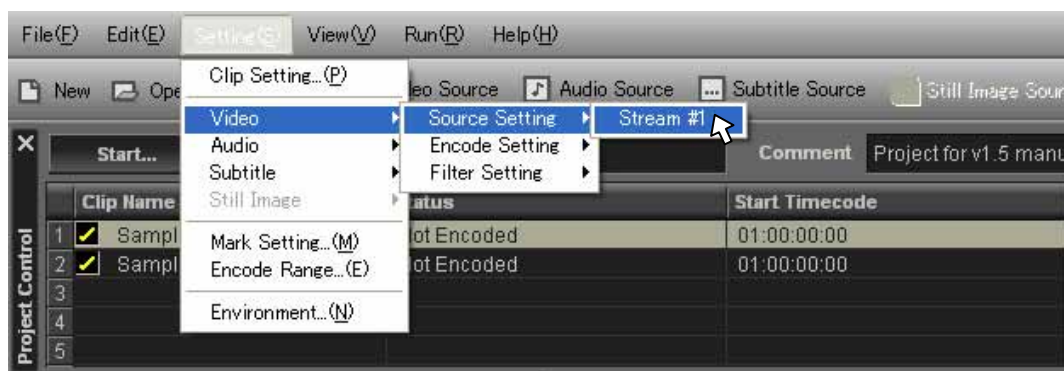 File(F) Edit(E) Setting(S) View(V) Run(R) Help(H)
New Ope eo Source Audio Source ... Subtitle Source Still Image Sour
Clip Setting...(P)
Video Source Setting Stream #1
Audio Encode Setting
Subtitle Filter Setting
Still Image
Mark Setting...(M)
Encode Range...(E)
Environment...(N)
Start... Comment Project for v1.5 manu
Clip Name atus Start Timecode
1 Sampl ot Encoded 01:00:00:00
2 Sampl ot Encoded 01:00:00:00
3
4
5
Project Control